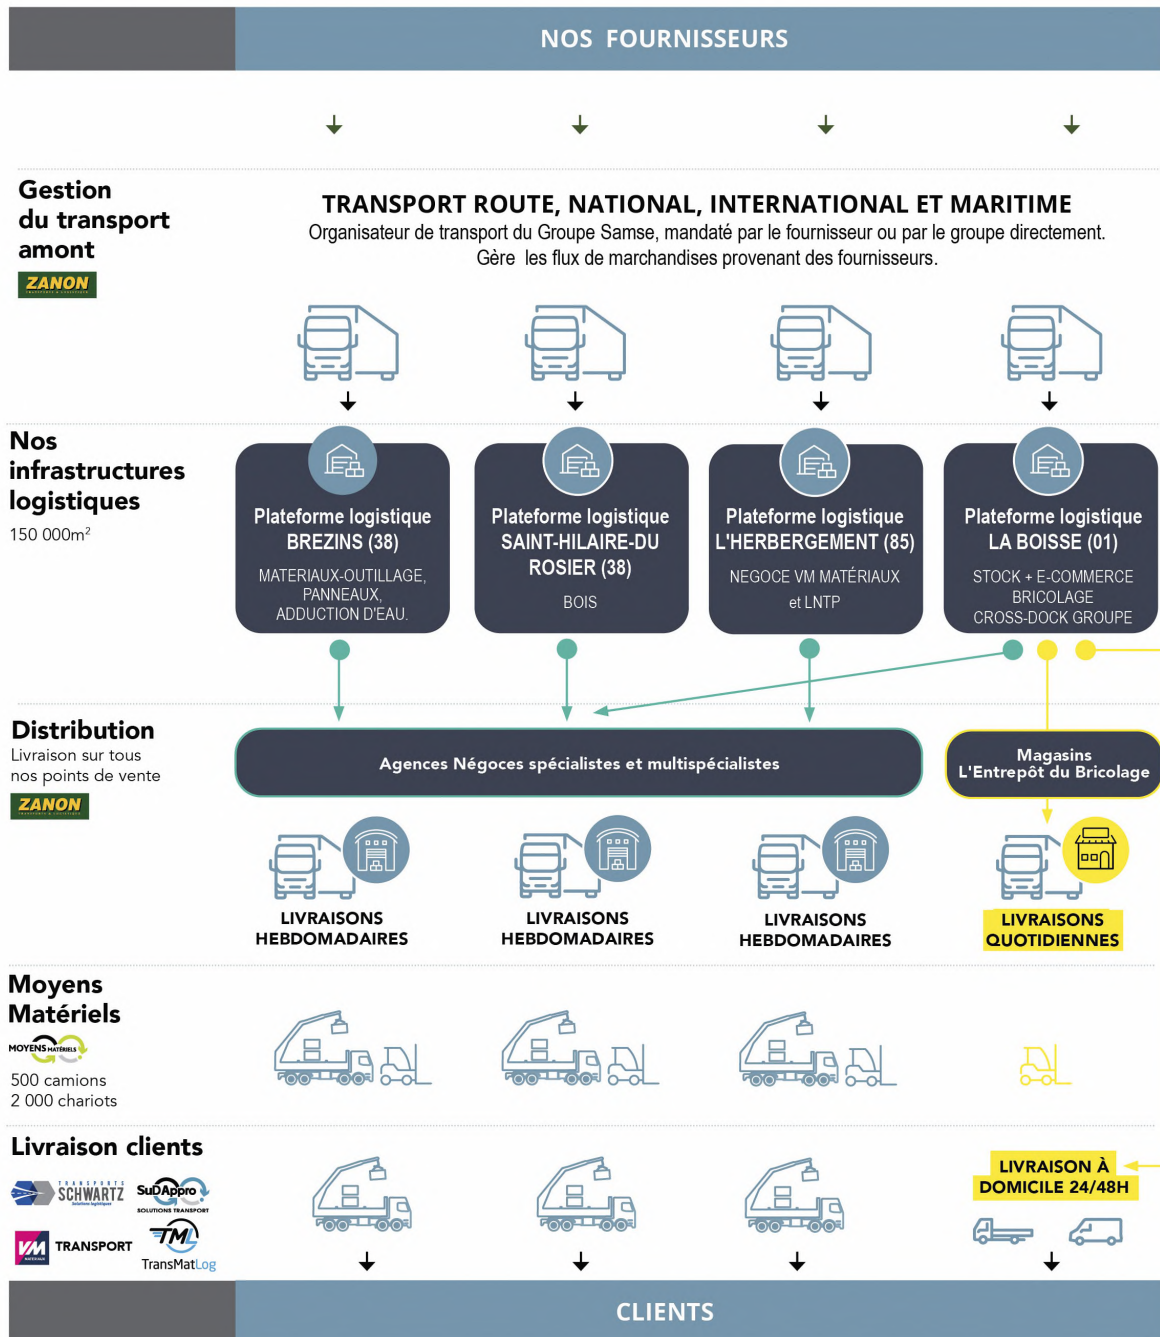 NOS FOURNISSEURS
Gestion
du transport
amont
ZANON
TRANSPORT ROUTE, NATIONAL, INTERNATIONAL ET MARITIME
Organisateur de transport du Groupe Samse, mandaté par le fournisseur ou par le groupe directement.
Gère les flux de marchandises provenant des fournisseurs.
Nos
infrastructures
logistiques
150 000m²
Plateforme logistique
BREZINS (38)
MATERIAUX-OUTILLAGE,
PANNEAUX,
ADDUCTION D'EAU.
Plateforme logistique
SAINT-HILAIRE-DU
ROSIER (38)
BOIS
Plateforme logistique
L'HERBERGEMENT (85)
NEGOCE VM MATÉRIAUX
et LNTP
Plateforme logistique
LA BOISSE (01)
STOCK + E-COMMERCE
BRICOLAGE
CROSS-DOCK GROUPE
Distribution
Livraison sur tous
nos points de vente
ZANON
Agences Négoces spécialistes et multispécialistes
Magasins
L'Entrepôt du Bricolage
LIVRAISONS
HEBDOMADAIRES
LIVRAISONS
HEBDOMADAIRES
LIVRAISONS
HEBDOMADAIRES
LIVRAISONS
QUOTIDIENNES
Moyens
Matériels
MOYENS MATÉRIELS
500 camions
2 000 chariots
Livraison clients
TRANSPORTS
SCHWARTZ
Solutions logistiques
SuDAppro
SOLUTIONS TRANSPORT
VM
MATÉRIAUX
TRANSPORT
TML
TransMatLog
LIVRAISON À
DOMICILE 24/48H
CLIENTS